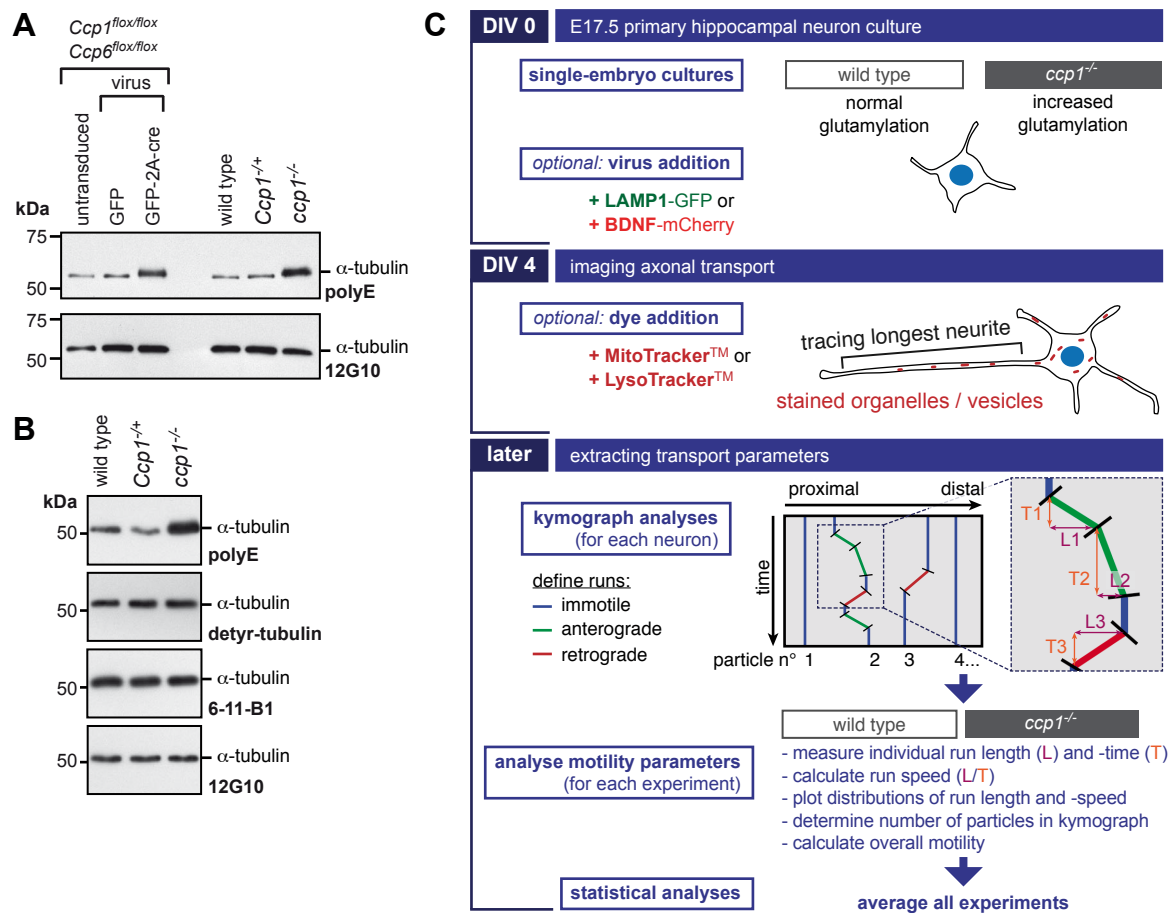 A
Ccp1flox/flox
Ccp6flox/flox
virus
untransduced
GFP
GFP-2A-cre
wild type
Ccp1-/+
ccp1-/-
kDa
75
50
α-tubulin
polyE
75
50
α-tubulin
12G10
B
wild type
Ccp1-/+
ccp1-/-
kDa
50
α-tubulin
polyE
50
α-tubulin
detyr-tubulin
50
α-tubulin
6-11-B1
50
α-tubulin
12G10
C
DIV 0
E17.5 primary hippocampal neuron culture
single-embryo cultures
wild type
ccp1-/-
normal
glutamylation
increased
glutamylation
optional: virus addition
+ LAMP1-GFP or
+ BDNF-mCherry
DIV 4
imaging axonal transport
optional: dye addition
+ MitoTracker™ or
+ LysoTracker™
tracing longest neurite
stained organelles / vesicles
later
extracting transport parameters
kymograph analyses
(for each neuron)
define runs:
immotile
anterograde
retrograde
proximal
distal
time
particle n° 1 2 3 4...
T1
L1
T2
L2
L3
T3
wild type
ccp1-/-
analyse motility parameters
(for each experiment)
- measure individual run length (L) and -time (T)
- calculate run speed (L/T)
- plot distributions of run length and -speed
- determine number of particles in kymograph
- calculate overall motility
statistical analyses
average all experiments